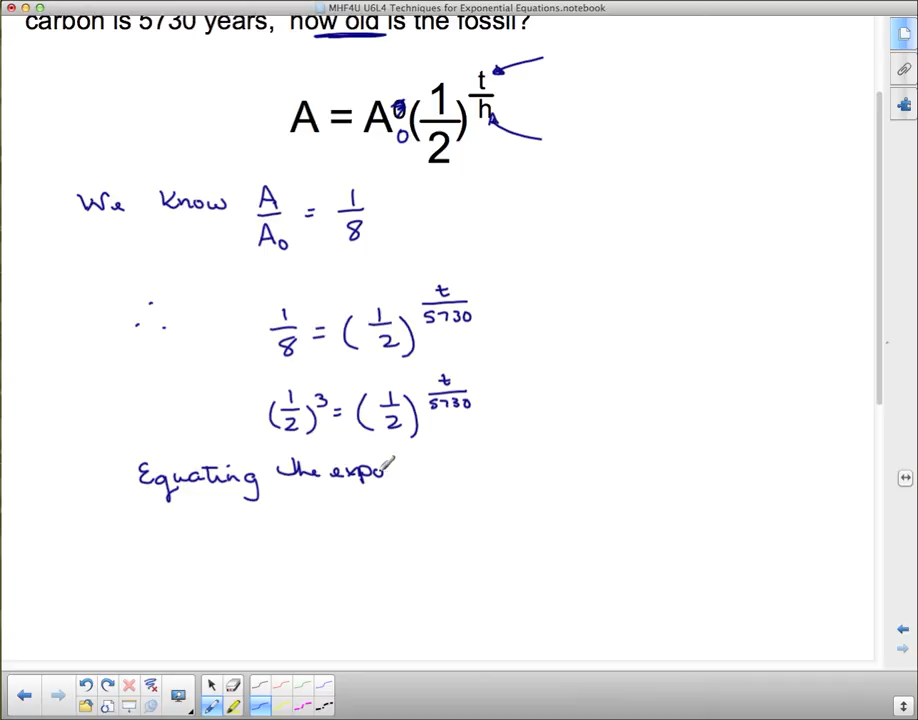 MHF4U U6L4 Techniques for Exponential Equations.notebook
carbon is 5730 years, how old is the fossil?
A = A₀(1/2)^(t/h)
We Know A/A₀ = 1/8
∴ 1/8 = (1/2)^(t/5730)
(1/2)³ = (1/2)^(t/5730)
Equating the expo